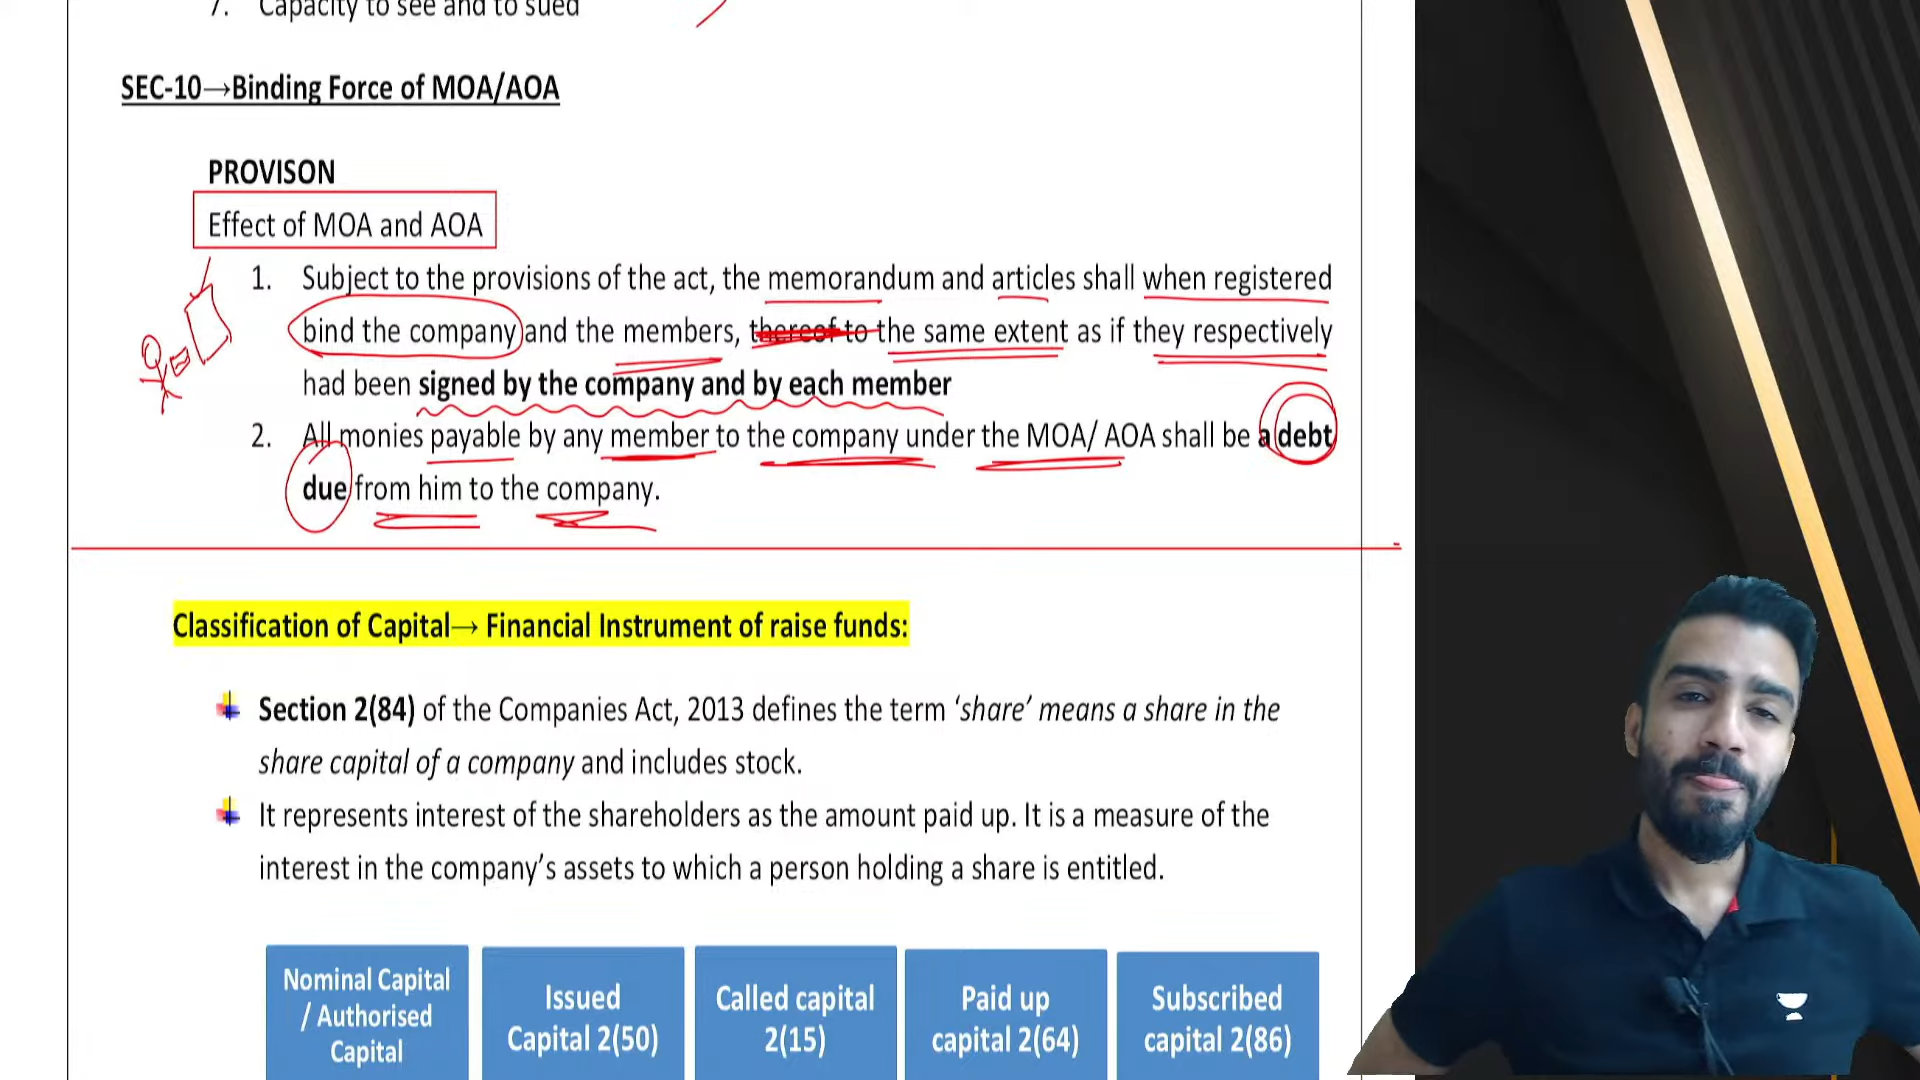 7. Capacity to see and to sued
SEC-10→Binding Force of MOA/AOA
PROVISON
Effect of MOA and AOA
1. Subject to the provisions of the act, the memorandum and articles shall when registered
bind the company and the members, thereof to the same extent as if they respectively
had been signed by the company and by each member
2. All monies payable by any member to the company under the MOA/ AOA shall be a debt
due from him to the company.
Classification of Capital→ Financial Instrument of raise funds:
Section 2(84) of the Companies Act, 2013 defines the term ‘share’ means a share in the
share capital of a company and includes stock.
It represents interest of the shareholders as the amount paid up. It is a measure of the
interest in the company’s assets to which a person holding a share is entitled.
Nominal Capital
/ Authorised
Capital
Issued
Capital 2(50)
Called capital
2(15)
Paid up
capital 2(64)
Subscribed
capital 2(86)